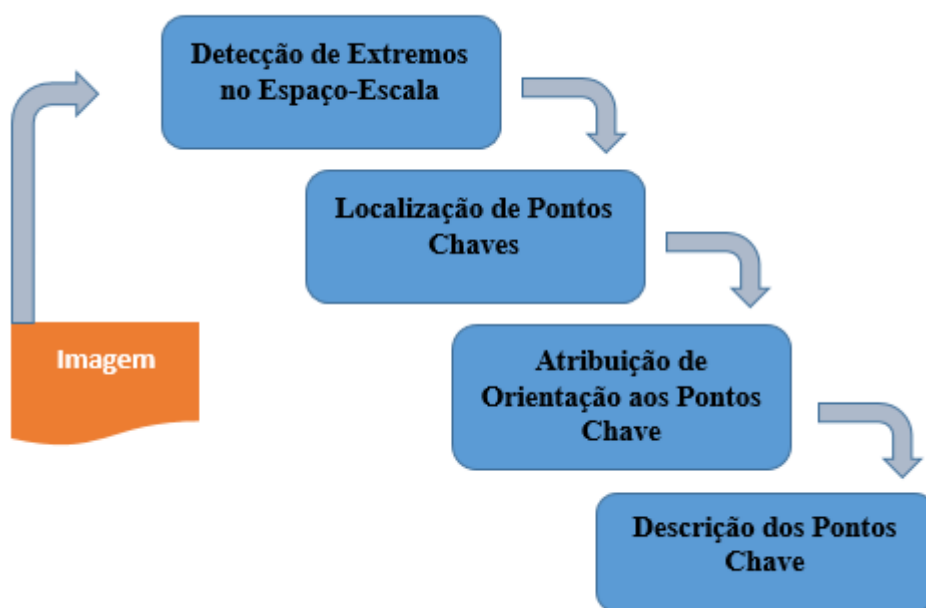 Detecção de Extremos
no Espaço-Escala
Localização de Pontos
Chaves
Imagem
Atribuição de
Orientação aos Pontos
Chave
Descrição dos Pontos
Chave